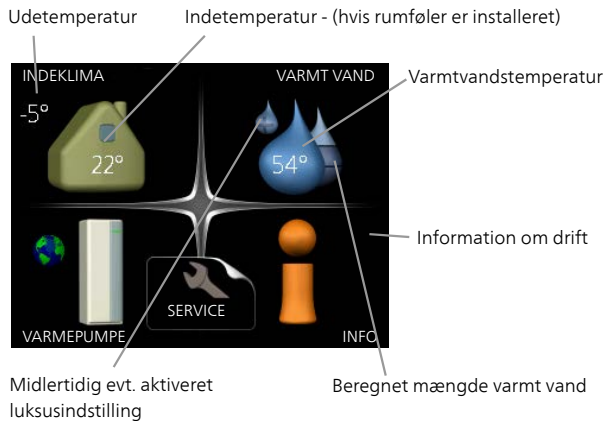 Udetemperatur
Indetemperatur - (hvis rumføler er installeret)
INDEKLIMA
VARMT VAND
Varmtvandstemperatur
-5°
22°
54°
Information om drift
SERVICE
VARMEPUMPE
INFO
Midlertidig evt. aktiveret
luksusindstilling
Beregnet mængde varmt vand